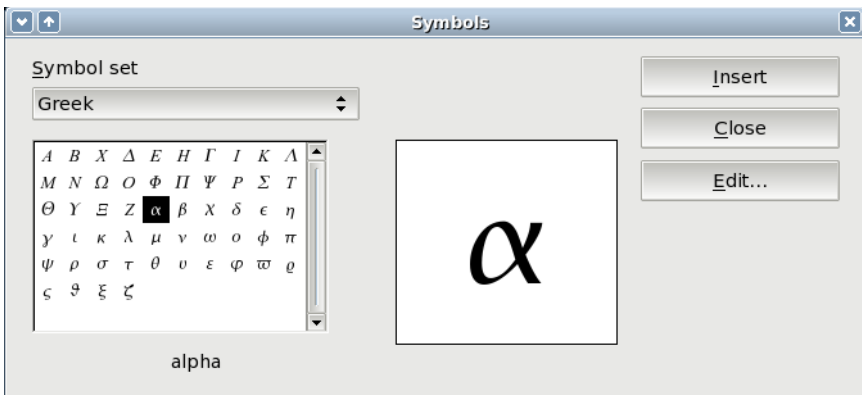 Symbols
Symbol set
Greek
Α Β Χ Δ Ε Η Γ Ι Κ Λ
Μ Ν Ω Ο Φ Π Ψ Ρ Σ Τ
Θ Υ Ξ Ζ α β χ δ ϵ η
γ ι κ λ μ ν ω ο ϕ π
ψ ρ σ τ θ υ ε φ ϖ ϱ
ς ϑ ξ ζ
alpha
α
Insert
Close
Edit...